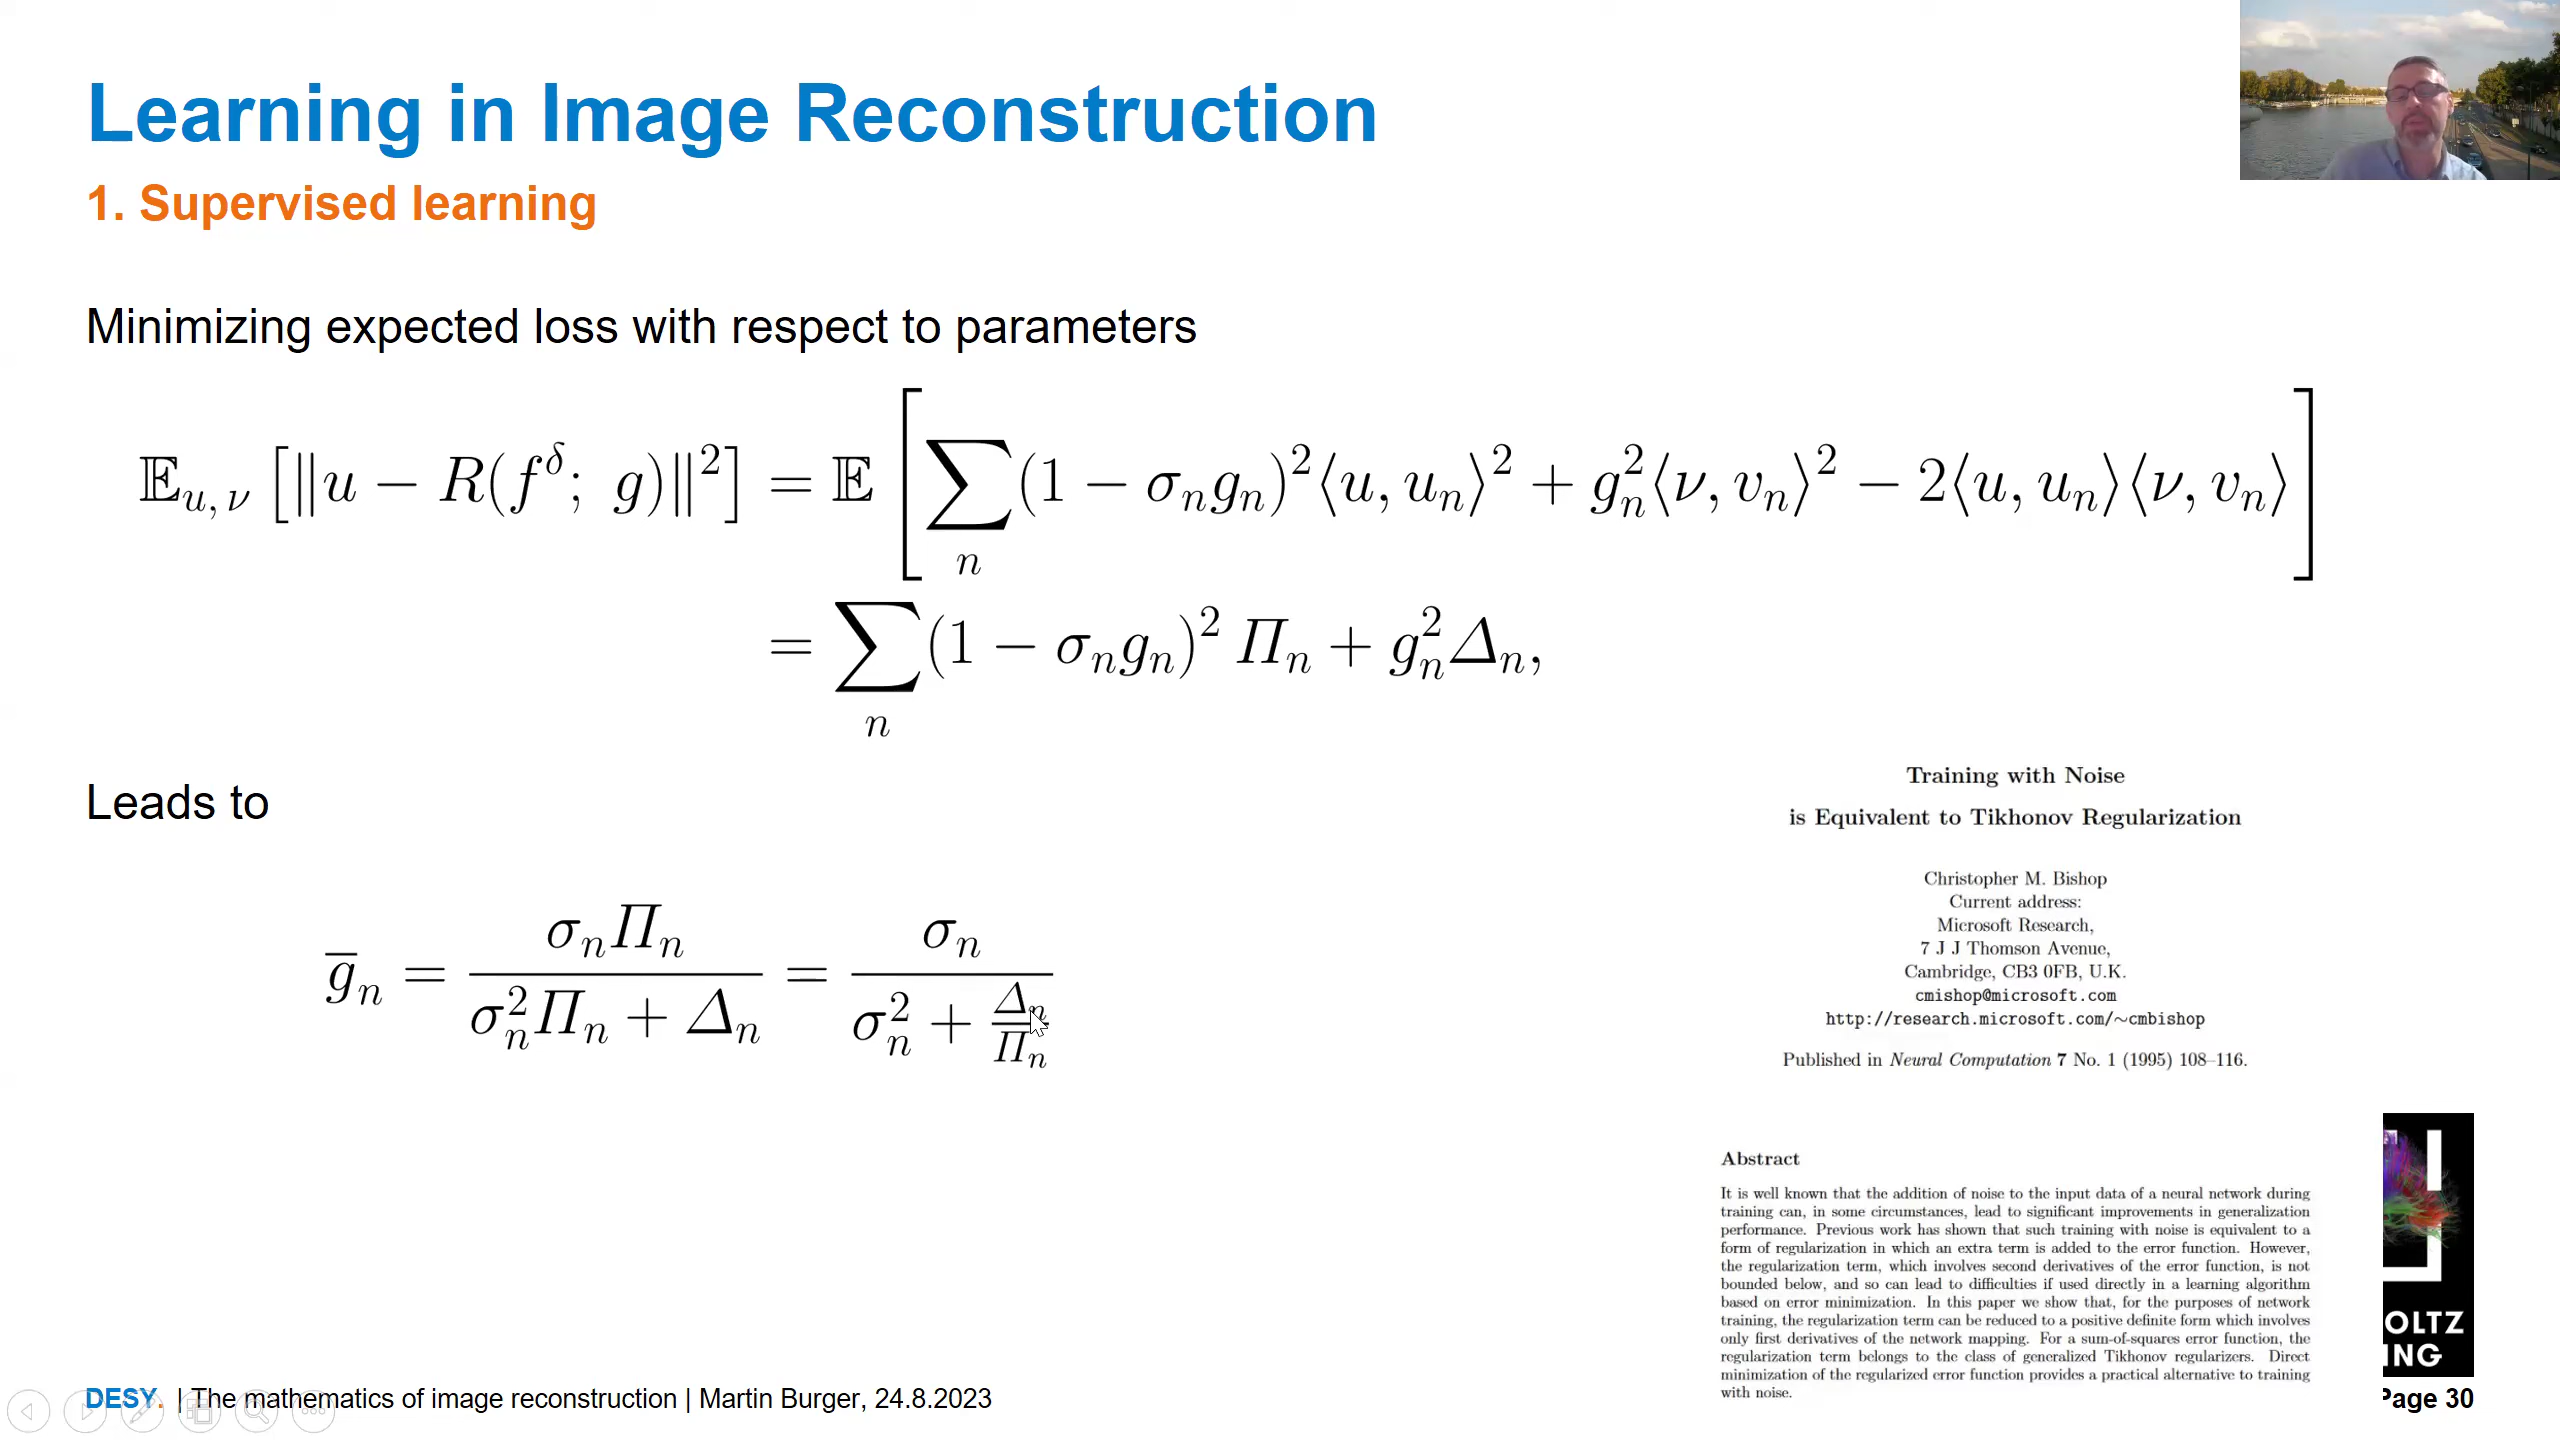 Learning in Image Reconstruction
1. Supervised learning
Minimizing expected loss with respect to parameters
𝔼_{u, ν} [‖u − R(f^δ; g)‖²] = 𝔼 [∑_n (1 − σ_n g_n)² ⟨u, u_n⟩² + g_n² ⟨ν, v_n⟩² − 2⟨u, u_n⟩⟨ν, v_n⟩]
= ∑_n (1 − σ_n g_n)² Π_n + g_n² Δ_n,
Leads to
g̅_n = σ_n Π_n / (σ_n² Π_n + Δ_n) = σ_n / (σ_n² + Δ_n / Π_n)
Training with Noise
is Equivalent to Tikhonov Regularization
Christopher M. Bishop
Current address:
Microsoft Research,
7 J J Thomson Avenue,
Cambridge, CB3 0FB, U.K.
cmishop@microsoft.com
http://research.microsoft.com/~cmbishop
Published in Neural Computation 7 No. 1 (1995) 108–116.
Abstract
It is well known that the addition of noise to the input data of a neural network during
training can, in some circumstances, lead to significant improvements in generalization
performance. Previous work has shown that such training with noise is equivalent to a
form of regularization in which an extra term is added to the error function. However,
the regularization term, which involves second derivatives of the error function, is not
bounded below, and so can lead to difficulties if used directly in a learning algorithm
based on error minimization. In this paper we show that, for the purposes of network
training, the regularization term can be reduced to a positive definite form which involves
only first derivatives of the network mapping. For a sum-of-squares error function, the
regularization term belongs to the class of generalized Tikhonov regularizers. Direct
minimization of the regularized error function provides a practical alternative to training
with noise.
OLTZ
ING
DESY. | The mathematics of image reconstruction | Martin Burger, 24.8.2023
Page 30